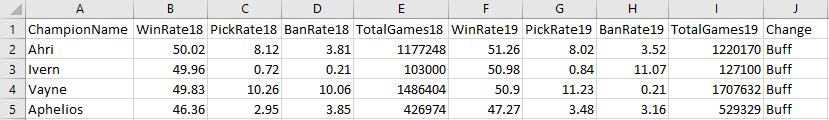 A B C D E F G H I J
1 ChampionName WinRate18 PickRate18 BanRate18 TotalGames18 WinRate19 PickRate19 BanRate19 TotalGames19 Change
2 Ahri 50.02 8.12 3.81 1177248 51.26 8.02 3.52 1220170 Buff
3 Ivern 49.96 0.72 0.21 103000 50.98 0.84 11.07 127100 Buff
4 Vayne 49.83 10.26 10.06 1486404 50.9 11.23 0.21 1707632 Buff
5 Aphelios 46.36 2.95 3.85 426974 47.27 3.48 3.16 529329 Buff